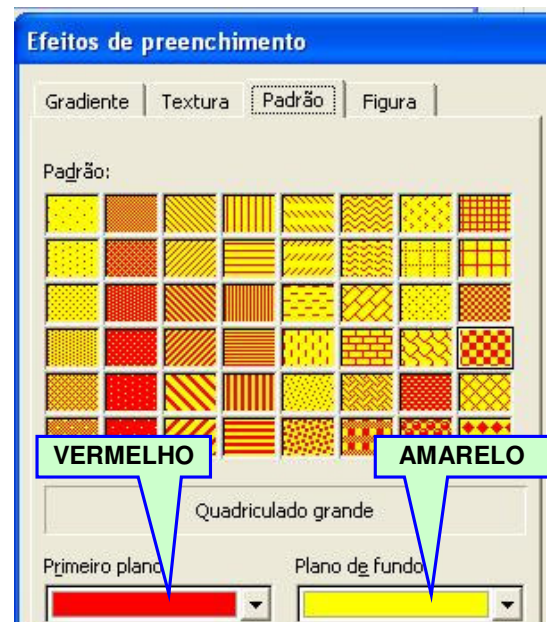 Efeitos de preenchimento
Gradiente Textura Padrão Figura
Padrão:
VERMELHO AMARELO
Quadriculado grande
Primeiro plano Plano de fundo